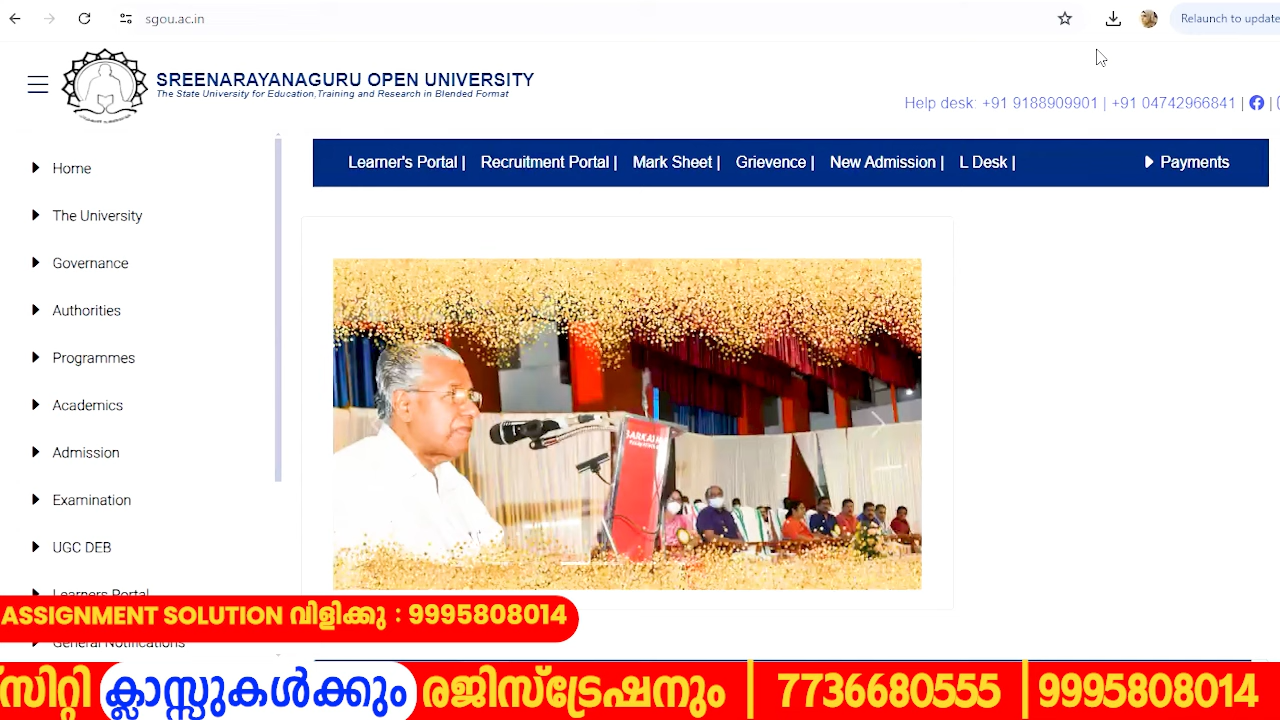 sgou.ac.in
Relaunch to update
SREENARAYANAGURU OPEN UNIVERSITY
The State University for Education,Training and Research in Blended Format
Help desk: +91 9188909901 | +91 04742966841 |
Learner's Portal | Recruitment Portal | Mark Sheet | Grievence | New Admission | L Desk | Payments
Home
The University
Governance
Authorities
Programmes
Academics
Admission
Examination
UGC DEB
Learners Portal
General Notifications
ASSIGNMENT SOLUTION വിളിക്കൂ : 9995808014
സിറ്റി ക്ലാസ്സുകൾക്കും രജിസ്ട്രേഷനും | 7736680555 | 9995808014